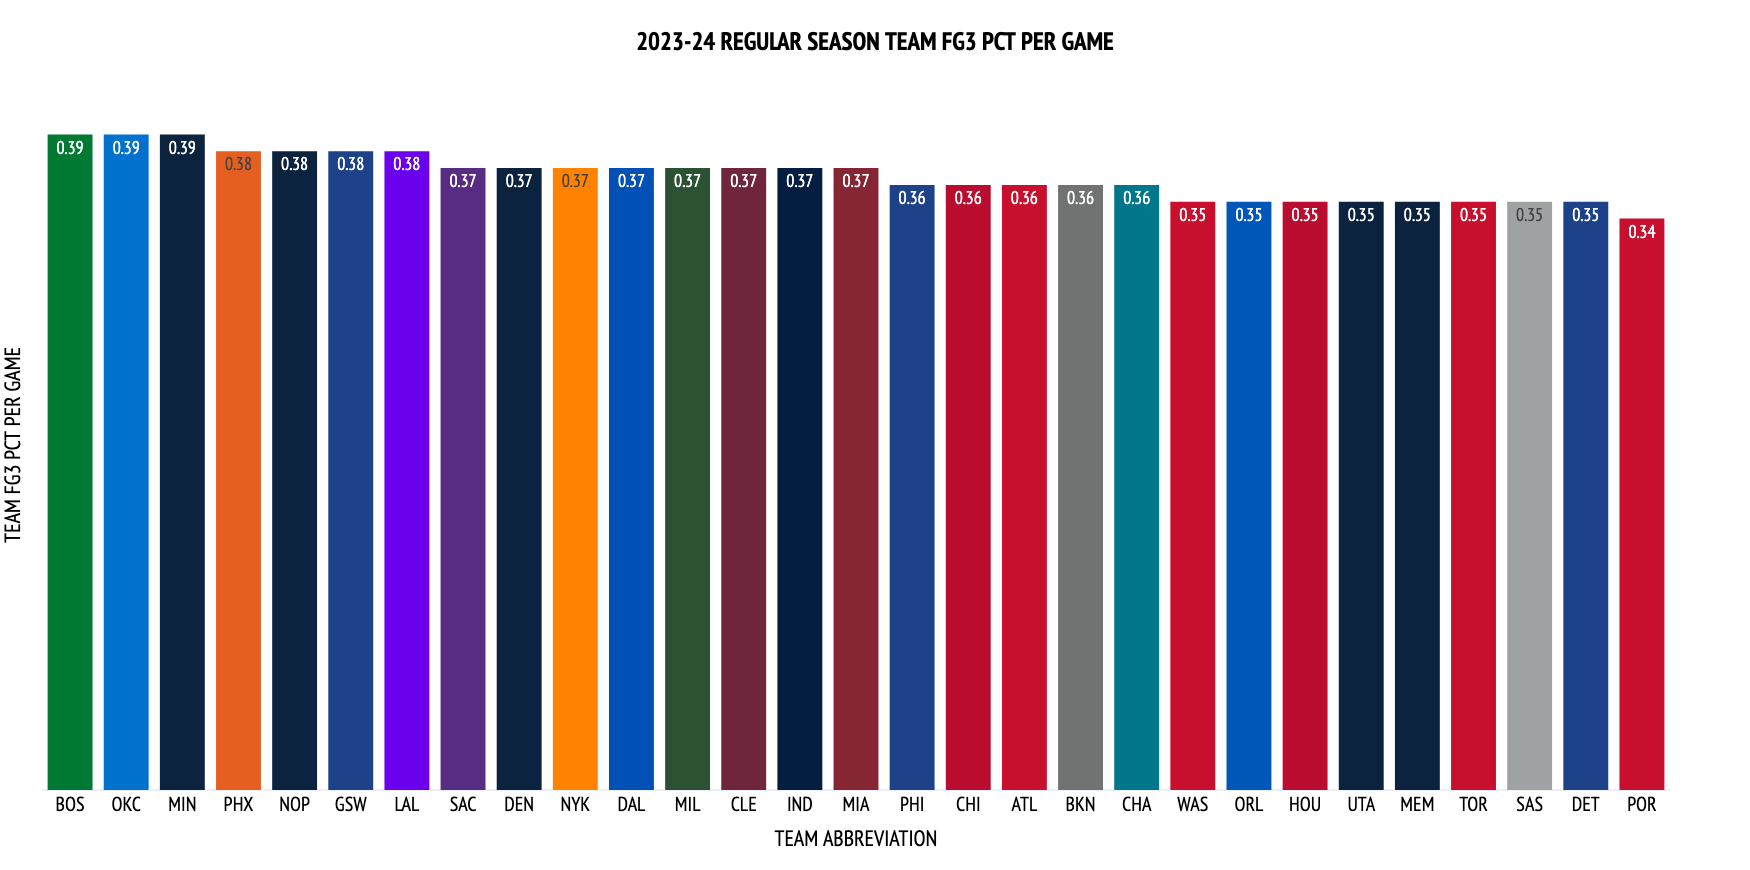 2023-24 REGULAR SEASON TEAM FG3 PCT PER GAME
TEAM FG3 PCT PER GAME
0.39 0.39 0.39 0.38 0.38 0.38 0.38 0.37 0.37 0.37 0.37 0.37 0.37 0.37 0.37 0.36 0.36 0.36 0.36 0.36 0.35 0.35 0.35 0.35 0.35 0.35 0.35 0.35 0.34
BOS OKC MIN PHX NOP GSW LAL SAC DEN NYK DAL MIL CLE IND MIA PHI CHI ATL BKN CHA WAS ORL HOU UTA MEM TOR SAS DET POR
TEAM ABBREVIATION